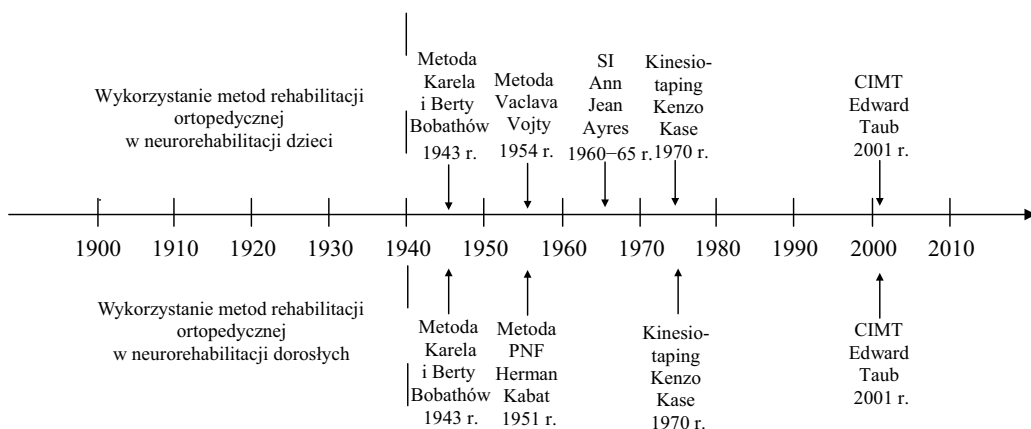 Wykorzystanie metod rehabilitacji
ortopedycznej
w neurorehabilitacji dzieci
Metoda
Karela
i Berty
Bobathów
1943 r.
Metoda
Vaclava
Vojty
1954 r.
SI
Ann
Jean
Ayres
1960−65 r.
Kinesio-
taping
Kenzo
Kase
1970 r.
CIMT
Edward
Taub
2001 r.
1900 1910 1920 1930 1940 1950 1960 1970 1980 1990 2000 2010
Wykorzystanie metod rehabilitacji
ortopedycznej
w neurorehabilitacji dorosłych
Metoda
Karela
i Berty
Bobathów
1943 r.
Metoda
PNF
Herman
Kabat
1951 r.
Kinesio-
taping
Kenzo
Kase
1970 r.
CIMT
Edward
Taub
2001 r.